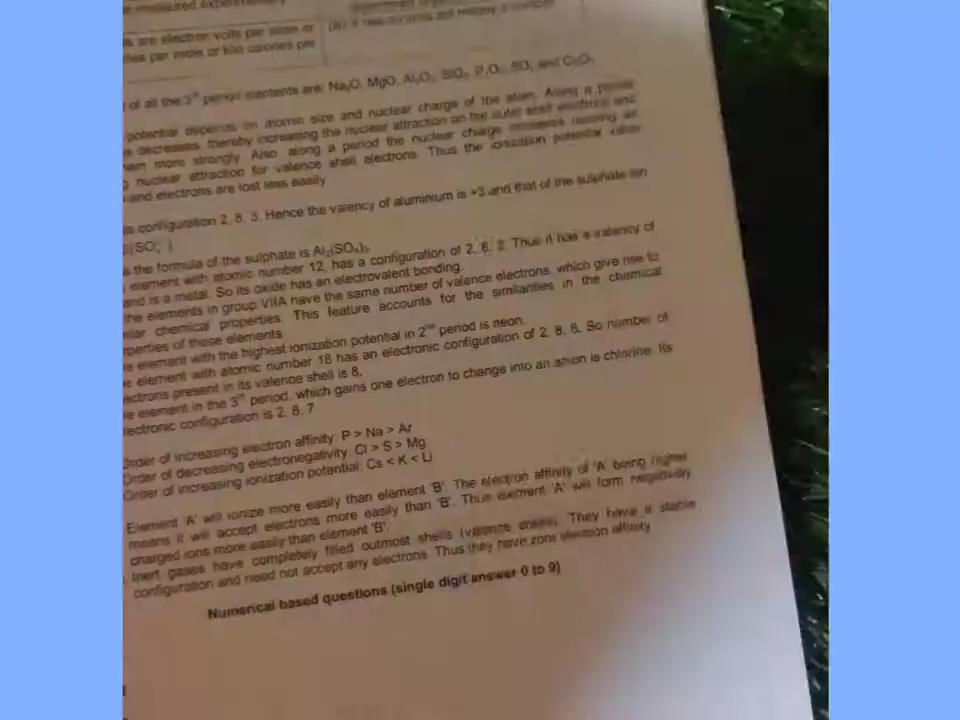 measured experimentally
are electron volts per atom or
per mole or kilo calories per
of all the 3rd period elements are: Na₂O, MgO, Al₂O₃, SiO₂, P₂O₅, SO₃ and Cl₂O₇
potential depends on atomic size and nuclear charge of the atom. Along a period
decreases, thereby increasing the nuclear attraction on the outer shell electrons and
more strongly. Also along a period the nuclear charge increases resulting
nuclear attraction for valence shell electrons. Thus the ionization potential value
and electrons are lost less easily
configuration 2, 8, 3. Hence the valency of aluminium is +3 and that of the sulphate ion
(SO₄
the formula of the sulphate is Al₂(SO₄)₃
element with atomic number 12, has a configuration of 2, 8, 2. Thus it has a valency of
and is a metal. So its oxide has an electrovalent bonding.
the elements in group VIIA have the same number of valence electrons, which give rise to
chemical properties. This feature accounts for the similarities in the chemical
of these elements
element with the highest ionization potential in 2nd period is neon.
element with atomic number 18 has an electronic configuration of 2, 8, 8. So number of
present in its valence shell is 8.
element in the 3rd period, which gains one electron to change into an anion is chlorine. Its
electronic configuration is 2, 8, 7
Order of increasing electron affinity: P > Na > Ar
Order of decreasing electronegativity: Cl > S > Mg
Order of increasing ionization potential: Cs < K < Li
Element 'A' will ionize more easily than element 'B'. The electron affinity of 'A' being higher
means it will accept electrons more easily than 'B'. Thus element 'A' will form negatively
charged ions more easily than element 'B'.
Inert gases have completely filled outmost shells (valence shells). They have a stable
configuration and need not accept any electrons. Thus they have zero electron affinity
Numerical based questions (single digit answer 0 to 9)